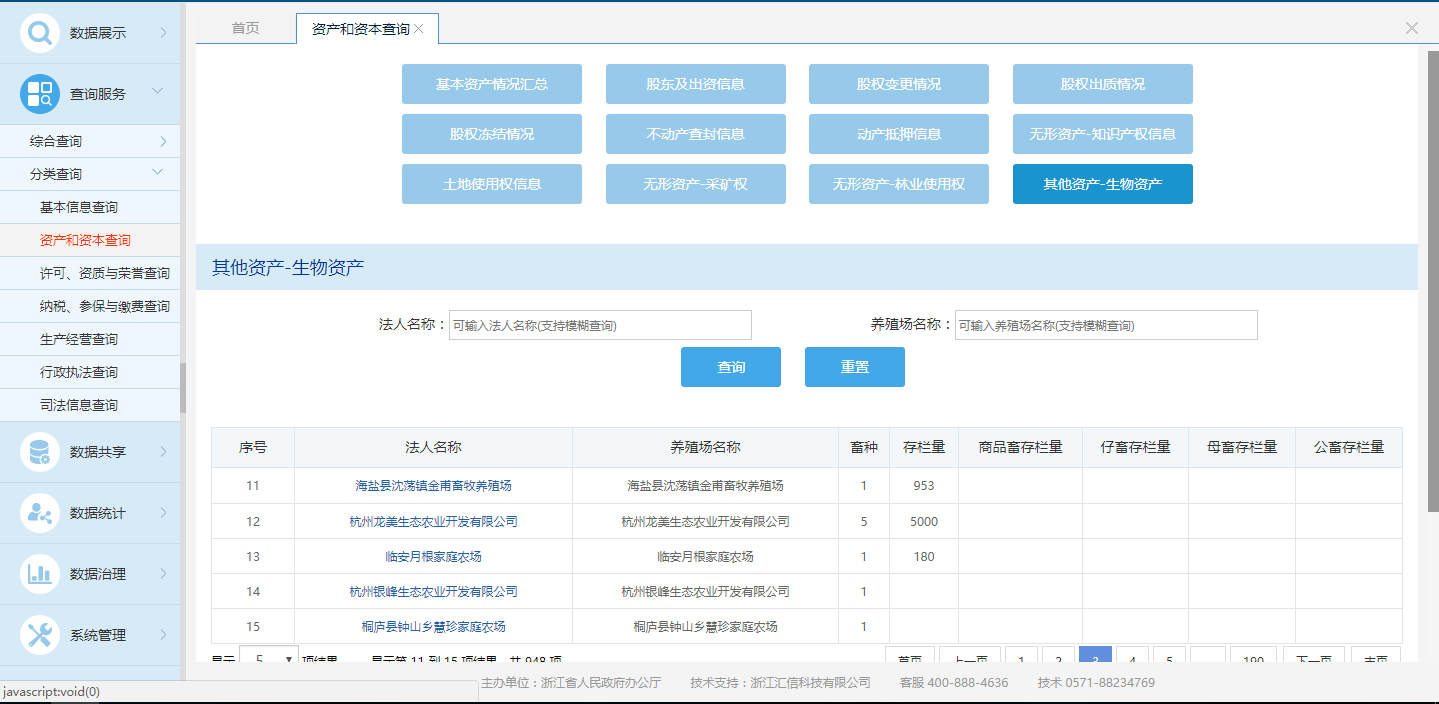 数据展示
查询服务
综合查询
分类查询
基本信息查询
资产和资本查询
许可、资质与荣誉查询
纳税、参保与缴费查询
生产经营查询
行政执法查询
司法信息查询
数据共享
数据统计
数据治理
系统管理
javascript:void(0)
首页 资产和资本查询
基本资产情况汇总 股东及出资信息 股权变更情况 股权出质情况
股权冻结情况 不动产查封信息 动产抵押信息 无形资产-知识产权信息
土地使用权信息 无形资产-采矿权 无形资产-林业使用权 其他资产-生物资产
其他资产-生物资产
法人名称： 可输入法人名称(支持模糊查询) 养殖场名称： 可输入养殖场名称(支持模糊查询)
查询 重置
序号 法人名称 养殖场名称 畜种 存栏量 商品畜存栏量 仔畜存栏量 母畜存栏量 公畜存栏量
11 海盐县沈荡镇金甫畜牧养殖场 海盐县沈荡镇金甫畜牧养殖场 1 953
12 杭州龙美生态农业开发有限公司 杭州龙美生态农业开发有限公司 5 5000
13 临安月根家庭农场 临安月根家庭农场 1 180
14 杭州银峰生态农业开发有限公司 杭州银峰生态农业开发有限公司 1
15 桐庐县钟山乡慧珍家庭农场 桐庐县钟山乡慧珍家庭农场 1
显示 5 项结果 显示第 11 到 15 项结果，共 948 项 首页 上一页 1 2 3 4 5 190 下一页 末页
主办单位：浙江省人民政府办公厅 技术支持：浙江汇信科技有限公司 客服 400-888-4636 技术 0571-88234769